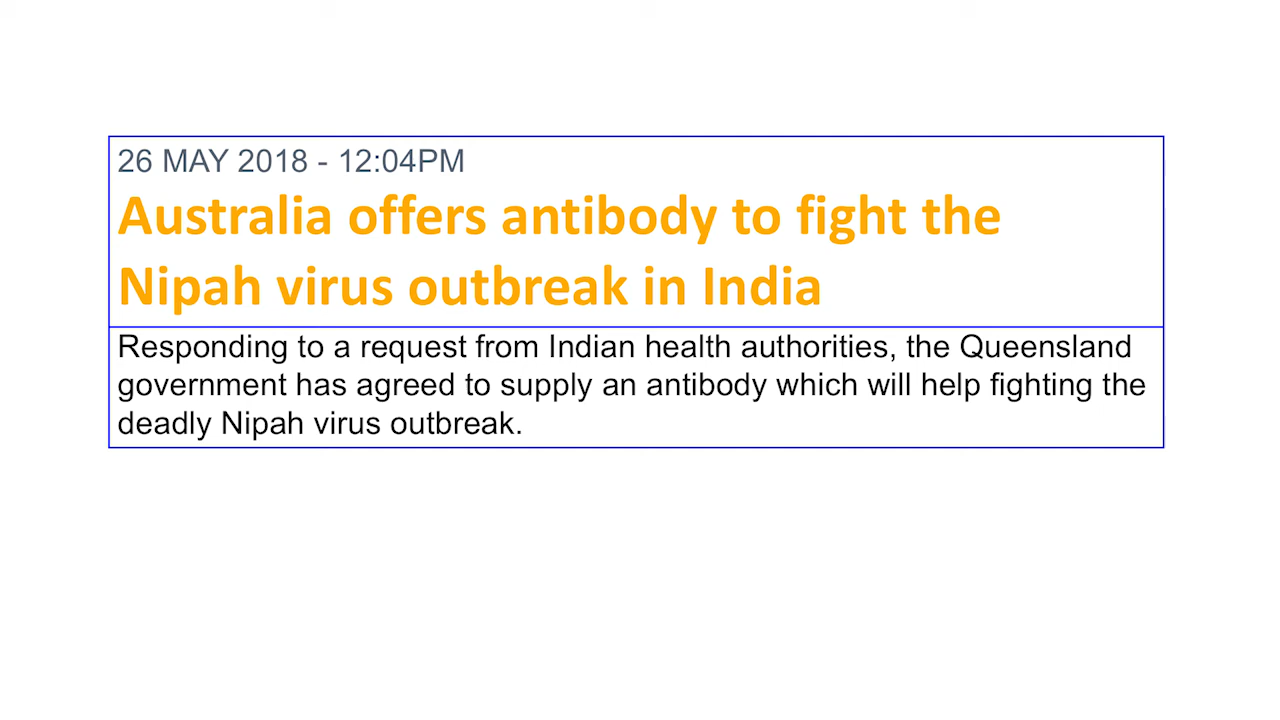 26 MAY 2018 - 12:04PM
Australia offers antibody to fight the
Nipah virus outbreak in India
Responding to a request from Indian health authorities, the Queensland
government has agreed to supply an antibody which will help fighting the
deadly Nipah virus outbreak.